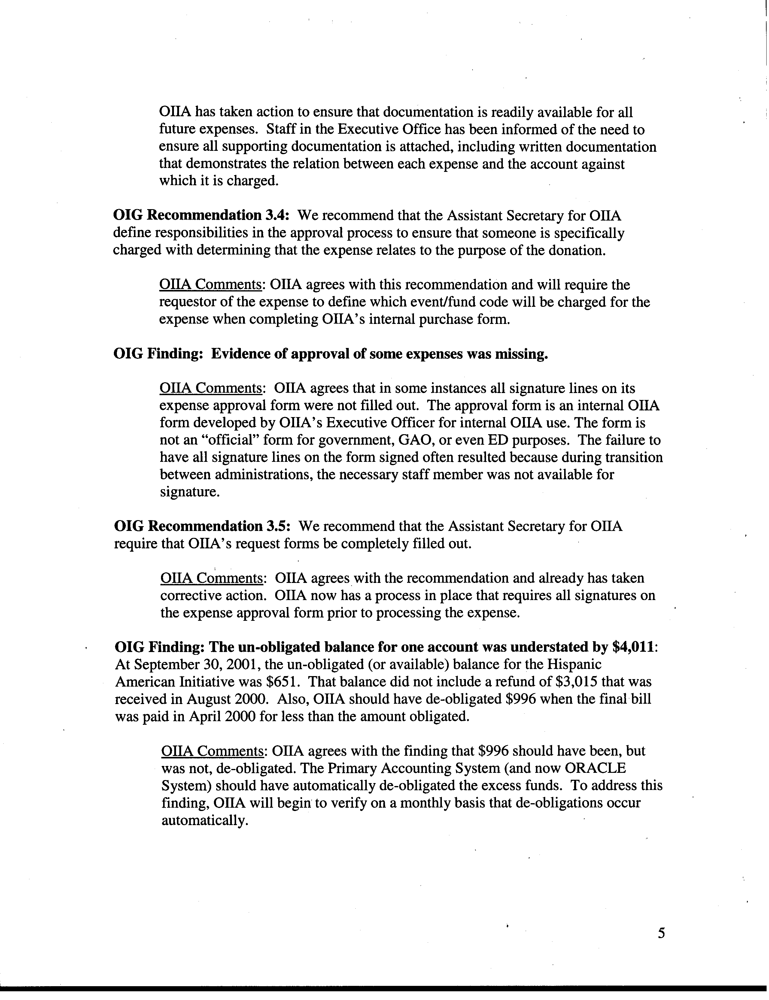 OIIA has taken action to ensure that documentation is readily available for all
future expenses.  Staff in the Executive Office has been informed of the need to
ensure all supporting documentation is attached, including written documentation
that demonstrates the relation between each expense and the account against
which it is charged.
OIG Recommendation 3.4:  We recommend that the Assistant Secretary for OIIA
define responsibilities in the approval process to ensure that someone is specifically
charged with determining that the expense relates to the purpose of the donation.
OIIA Comments: OIIA agrees with this recommendation and will require the
requestor of the expense to define which event/fund code will be charged for the
expense when completing OIIA's internal purchase form.
OIG Finding:  Evidence of approval of some expenses was missing.
OIIA Comments:  OIIA agrees that in some instances all signature lines on its
expense approval form were not filled out.  The approval form is an internal OIIA
form developed by OIIA's Executive Officer for internal OIIA use. The form is
not an “official” form for government, GAO, or even ED purposes.  The failure to
have all signature lines on the form signed often resulted because during transition
between administrations, the necessary staff member was not available for
signature.
OIG Recommendation 3.5:  We recommend that the Assistant Secretary for OIIA
require that OIIA's request forms be completely filled out.
OIIA Comments:  OIIA agrees with the recommendation and already has taken
corrective action.  OIIA now has a process in place that requires all signatures on
the expense approval form prior to processing the expense.
OIG Finding: The un-obligated balance for one account was understated by $4,011:
At September 30, 2001, the un-obligated (or available) balance for the Hispanic
American Initiative was $651.  That balance did not include a refund of $3,015 that was
received in August 2000.  Also, OIIA should have de-obligated $996 when the final bill
was paid in April 2000 for less than the amount obligated.
OIIA Comments: OIIA agrees with the finding that $996 should have been, but
was not, de-obligated. The Primary Accounting System (and now ORACLE
System) should have automatically de-obligated the excess funds.  To address this
finding, OIIA will begin to verify on a monthly basis that de-obligations occur
automatically.
5